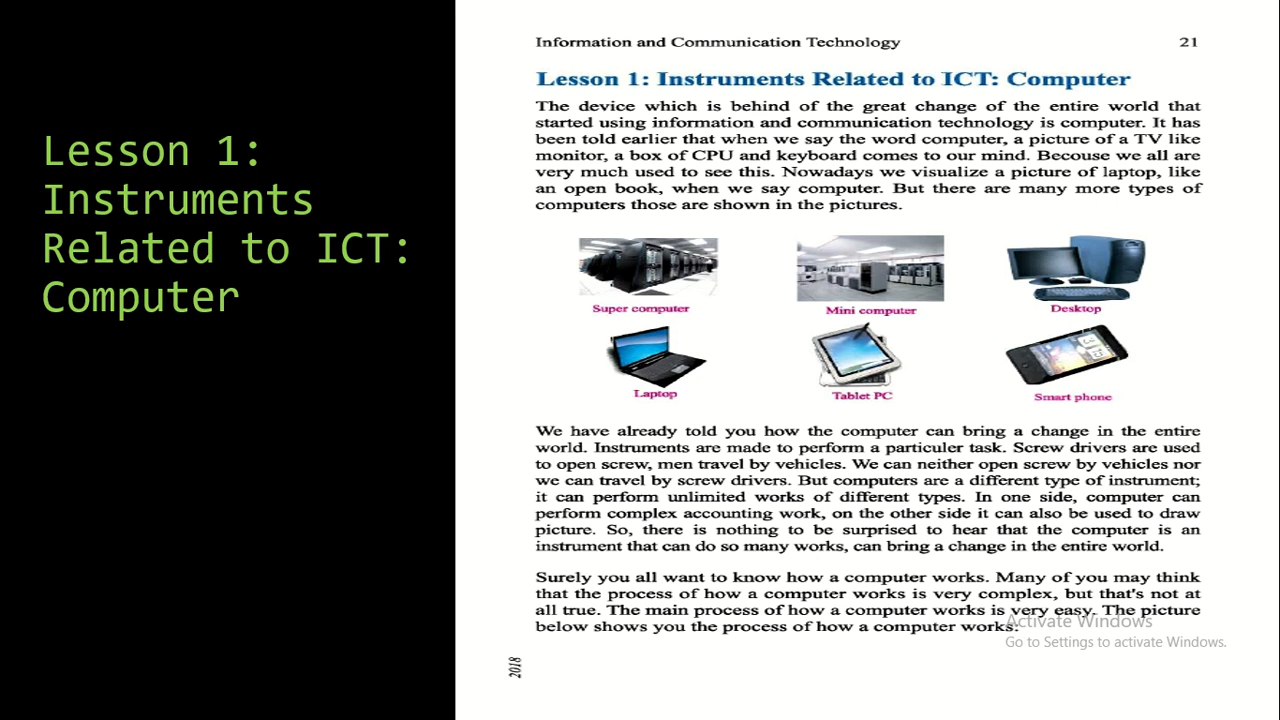 Lesson 1:
Instruments
Related to ICT:
Computer
Information and Communication Technology 21
Lesson 1: Instruments Related to ICT: Computer
The device which is behind of the great change of the entire world that
started using information and communication technology is computer. It has
been told earlier that when we say the word computer, a picture of a TV like
monitor, a box of CPU and keyboard comes to our mind. Becouse we all are
very much used to see this. Nowadays we visualize a picture of laptop, like
an open book, when we say computer. But there are many more types of
computers those are shown in the pictures.
Super computer
Mini computer
Desktop
Laptop
Tablet PC
Smart phone
We have already told you how the computer can bring a change in the entire
world. Instruments are made to perform a particuler task. Screw drivers are used
to open screw, men travel by vehicles. We can neither open screw by vehicles nor
we can travel by screw drivers. But computers are a different type of instrument;
it can perform unlimited works of different types. In one side, computer can
perform complex accounting work, on the other side it can also be used to draw
picture. So, there is nothing to be surprised to hear that the computer is an
instrument that can do so many works, can bring a change in the entire world.
Surely you all want to know how a computer works. Many of you may think
that the process of how a computer works is very complex, but that's not at
all true. The main process of how a computer works is very easy. The picture
below shows you the process of how a computer works:
Activate Windows
Go to Settings to activate Windows.
2018